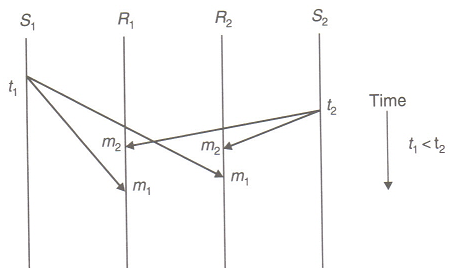 S₁ R₁ R₂ S₂
t₁
t₂
Time
m₂ m₂
t₁ < t₂
m₁
m₁